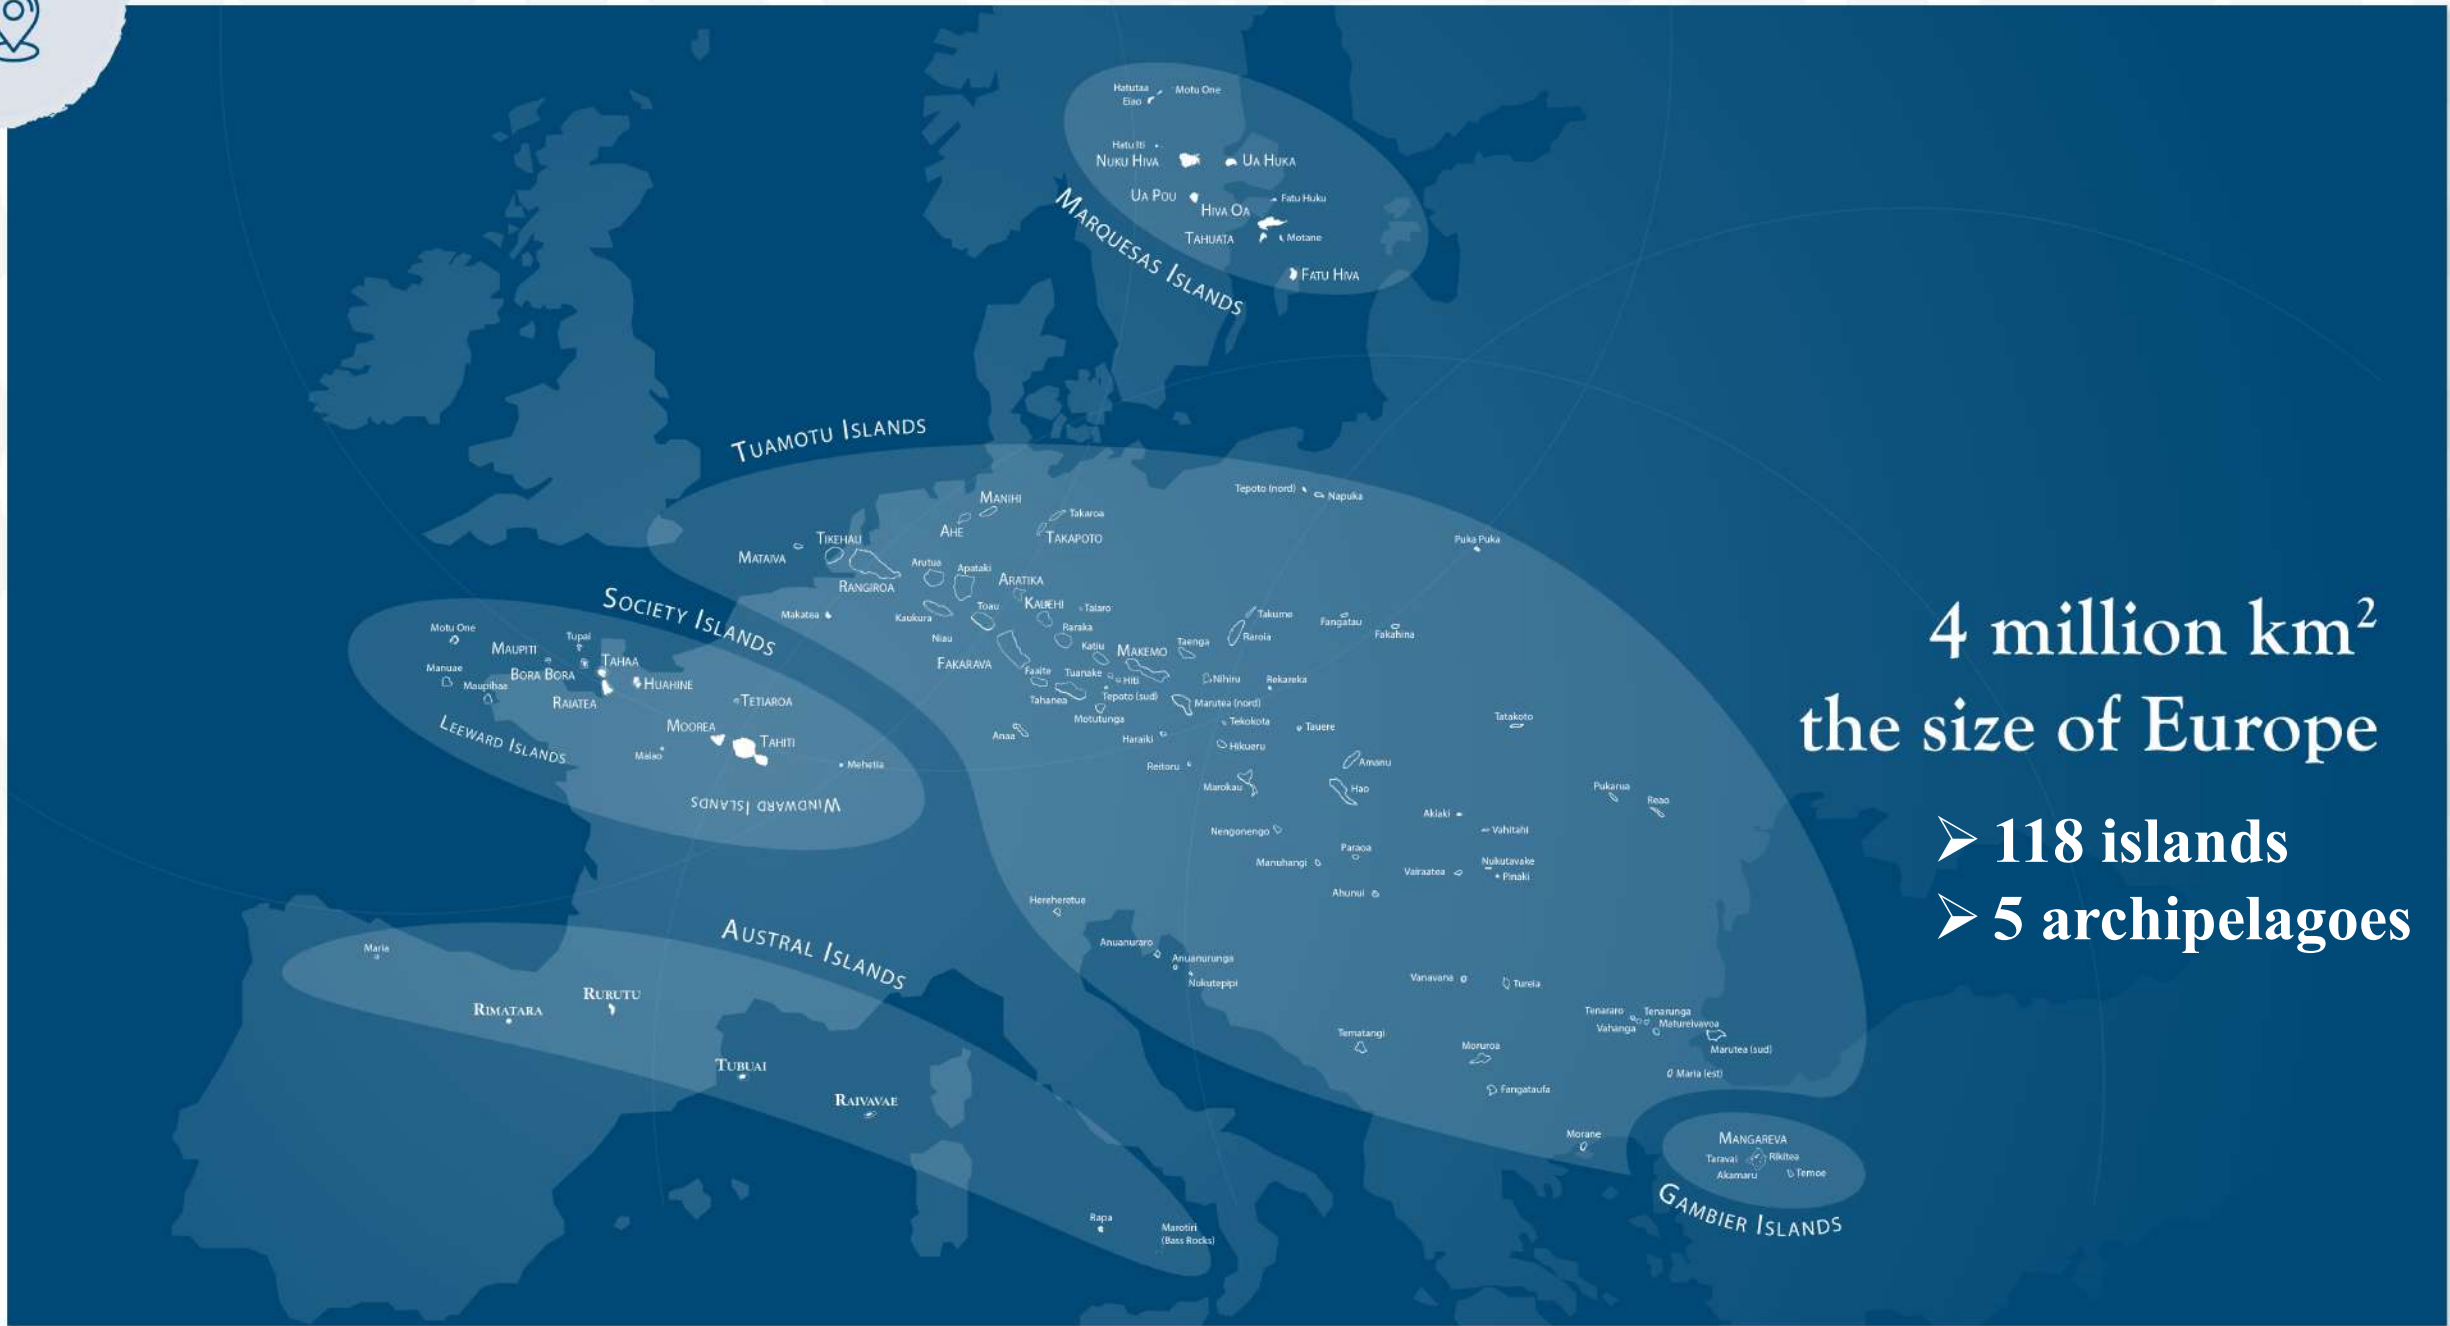 Hatutaa
Motu One
Eiao
Hatu Iti
NUKU HIVA
UA HUKA
UA POU
Fatu Huku
HIVA OA
TAHUATA
Motane
FATU HIVA
MARQUESAS ISLANDS
TUAMOTU ISLANDS
Tepoto (nord)
Napuka
MANIHI
Takaroa
AHE
TAKAPOTO
TIKEHAU
MATAIVA
Puka Puka
Arutua
Apataki
ARATIKA
RANGIROA
Makatea
Kaukura
Toau
KAUEHI
Taiaro
Niau
Raraka
Takume
Fangatau
Fakahina
Raroia
Taenga
Katiu
MAKEMO
FAKARAVA
Faaite
Tuanake
Hiti
Nihiru
Rekareka
Tahanea
Tepoto (sud)
Marutea (nord)
Motutunga
Tekokota
Tauere
Tatakoto
Anaa
Haraiki
Hikueru
Reitoru
Amanu
Marokau
Hao
Pukarua
Reao
Akiaki
Vahitahi
Nengonengo
Paraoa
Manuhangi
Nukutavake
Vairaatea
Pinaki
Ahunui
Hereheretue
Anuanuraro
Anuanurunga
Nukutepipi
Vanavana
Tureia
Tenararo
Tenarunga
Vahanga
Matureivavoa
Marutea (sud)
Tematangi
Moruroa
Maria (est)
Fangataufa
Morane
SOCIETY ISLANDS
Motu One
MAUPITI
Tupai
Manuae
BORA BORA
TAHAA
Maupihaa
HUAHINE
RAIATEA
TETIAROA
LEEWARD ISLANDS
MOOREA
TAHITI
Maiao
Mehetia
WINDWARD ISLANDS
AUSTRAL ISLANDS
Maria
RIMATARA
RURUTU
TUBUAI
RAIVAVAE
Rapa
Marotiri
(Bass Rocks)
MANGAREVA
Taravai
Rikitea
Akamaru
Temoe
GAMBIER ISLANDS
4 million km²
the size of Europe
➢ 118 islands
➢ 5 archipelagoes